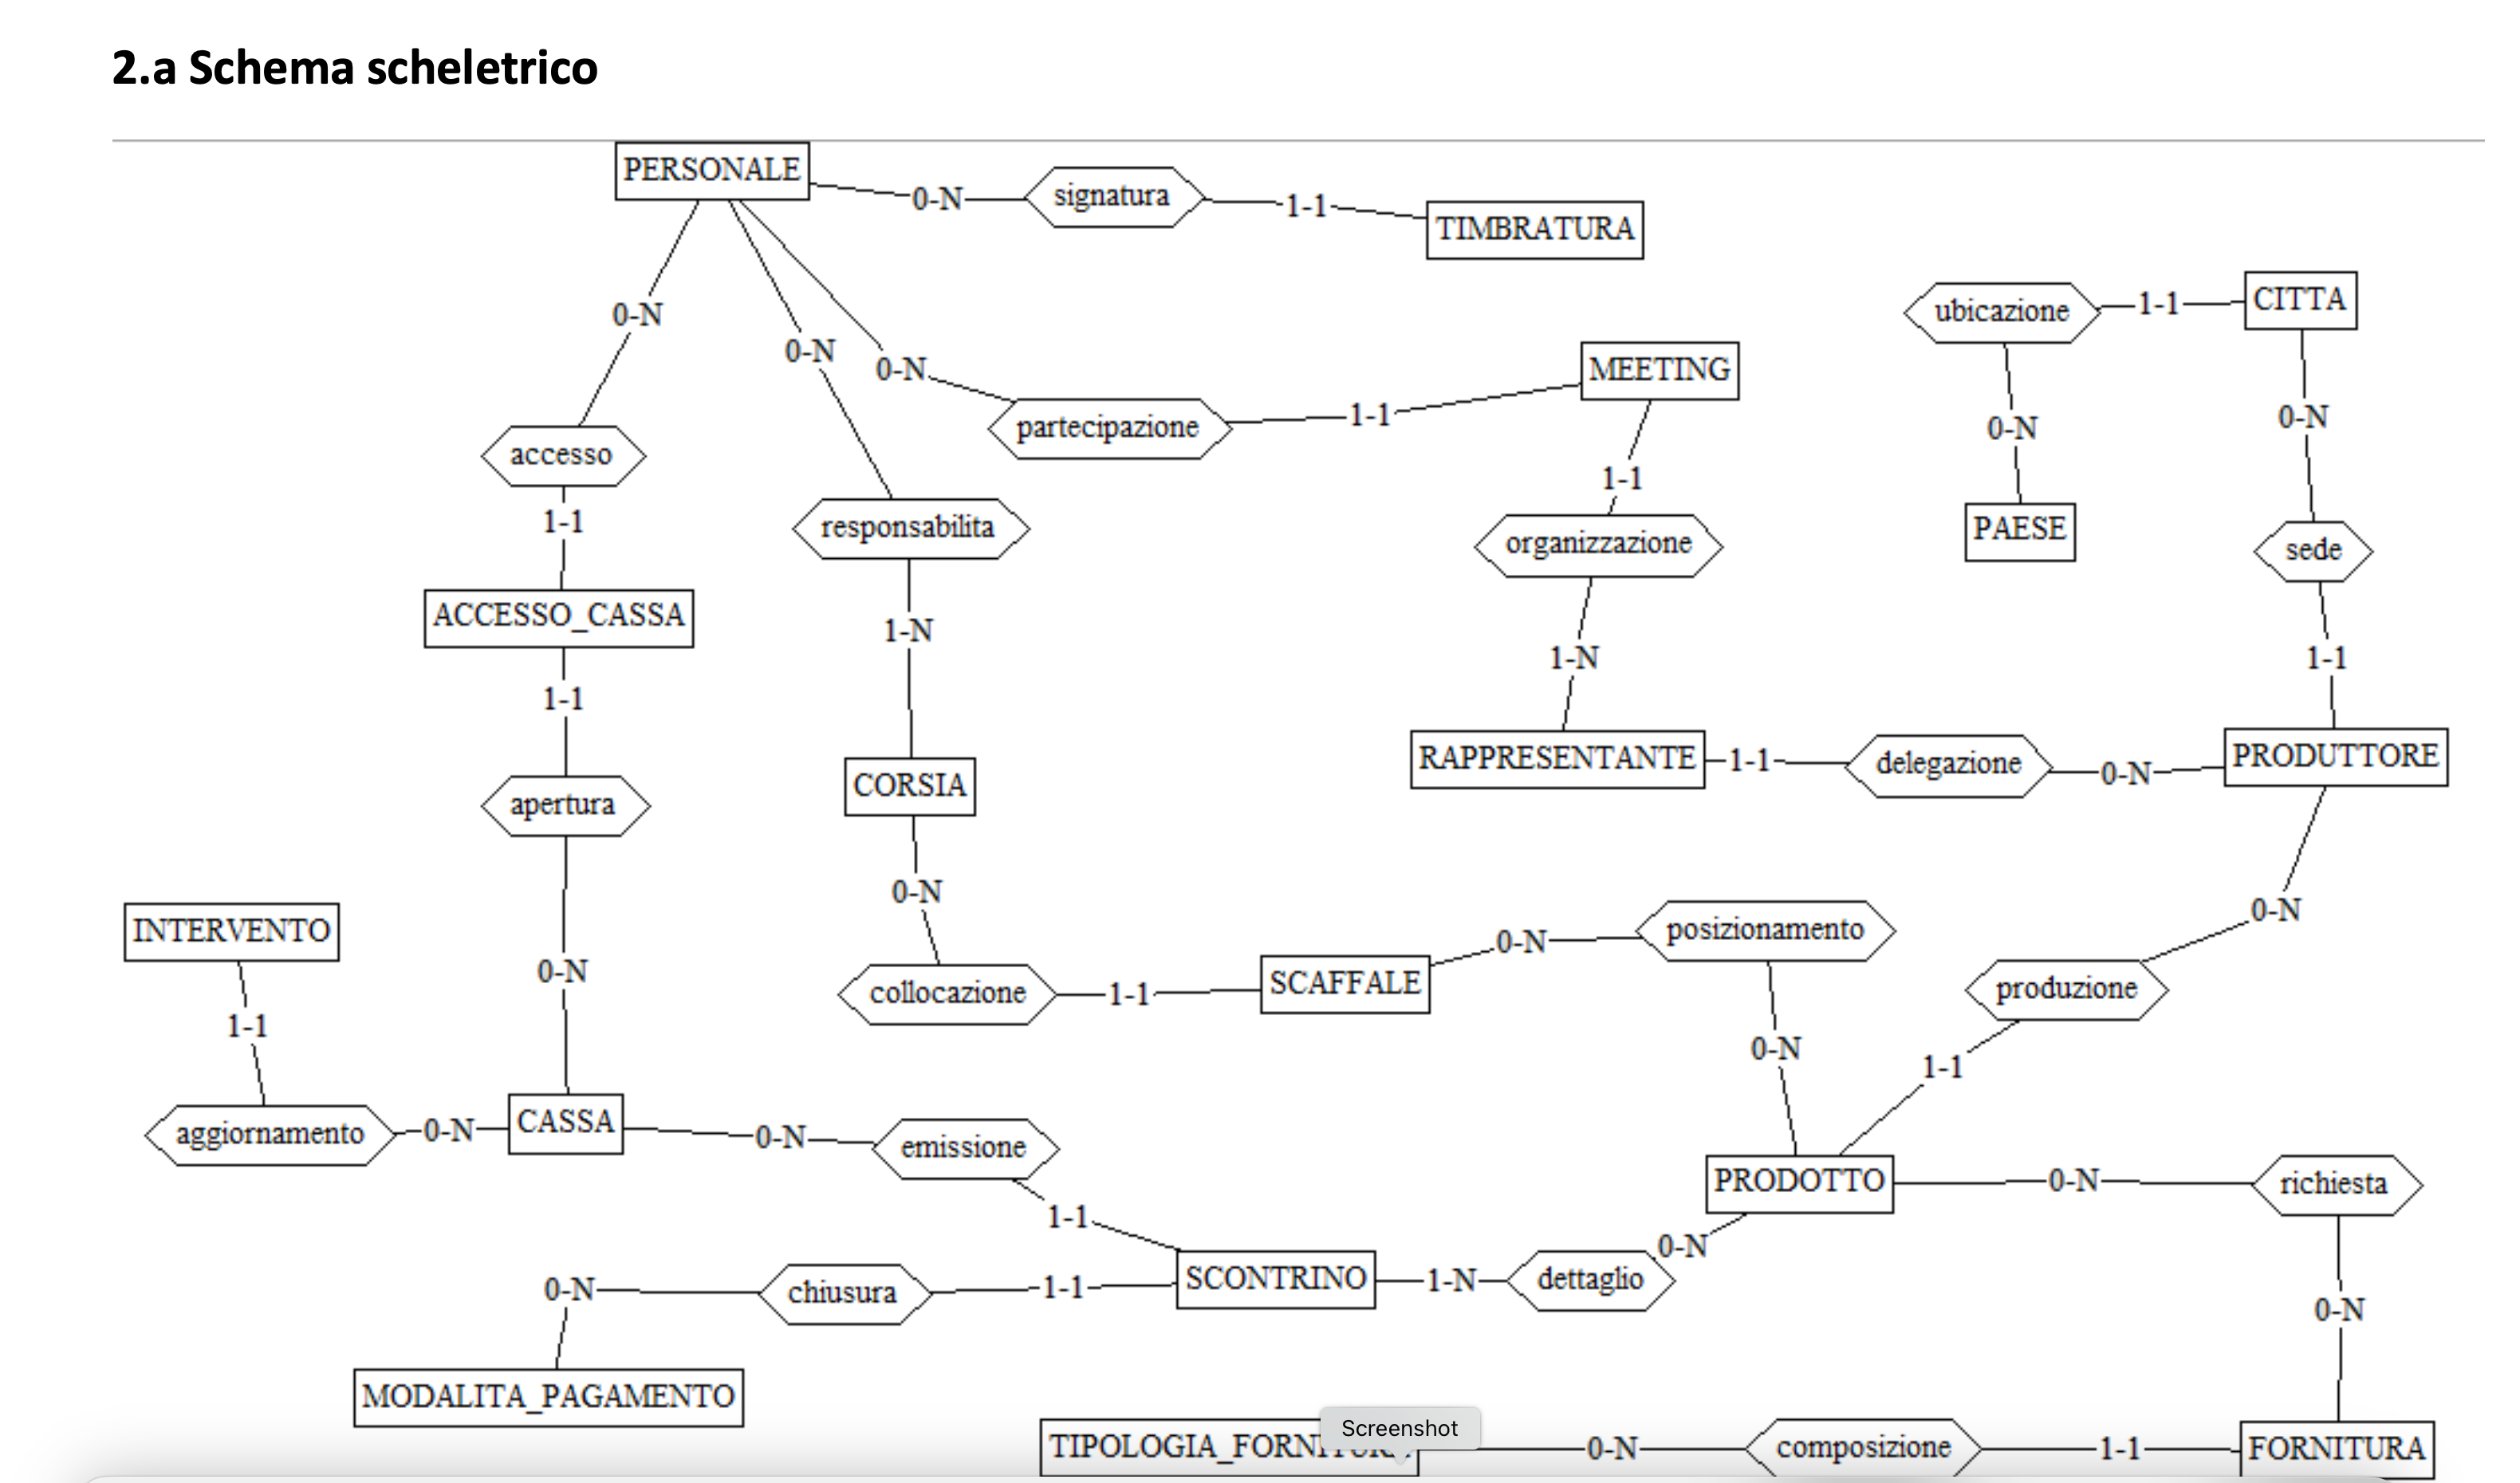 2.a Schema scheletrico
PERSONALE
0-N
signatura
1-1
TIMBRATURA
ubicazione
1-1
CITTA
0-N
0-N
0-N
MEETING
partecipazione
1-1
0-N
0-N
accesso
1-1
1-1
responsabilita
organizzazione
PAESE
sede
ACCESSO_CASSA
1-N
1-N
1-1
1-1
CORSIA
RAPPRESENTANTE
1-1
delegazione
0-N
PRODUTTORE
apertura
0-N
0-N
INTERVENTO
0-N
posizionamento
0-N
collocazione
1-1
SCAFFALE
produzione
1-1
0-N
1-1
aggiornamento
0-N
CASSA
0-N
emissione
PRODOTTO
0-N
richiesta
1-1
0-N
0-N
chiusura
1-1
SCONTRINO
1-N
dettaglio
0-N
MODALITA_PAGAMENTO
Screenshot
0-N
composizione
1-1
FORNITURA